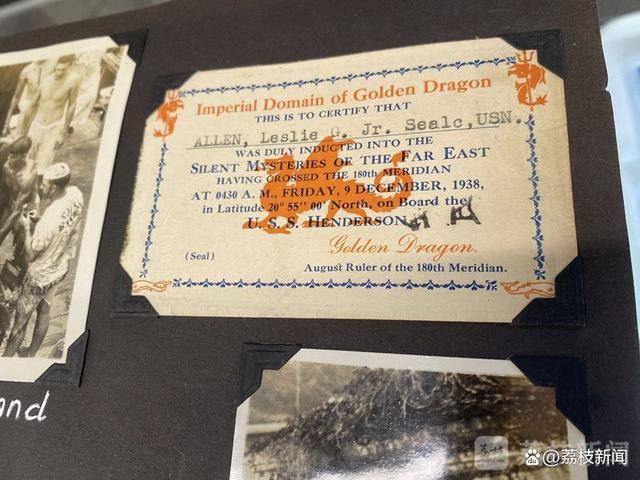 Imperial Domain of Golden Dragon
THIS IS TO CERTIFY THAT
ALLEN, Leslie G. Jr. Sea1c, USN.
WAS DULY INDUCTED INTO THE
SILENT MYSTERIES OF THE FAR EAST
HAVING CROSSED THE 180th MERIDIAN
AT 0430 A. M., FRIDAY, 9 DECEMBER, 1938,
in Latitude 20° 55" 00' North, on Board the
U. S. S. HENDERSON
Golden Dragon.
(Seal)
August Ruler of the 180th Meridian.
and
@荔枝新闻